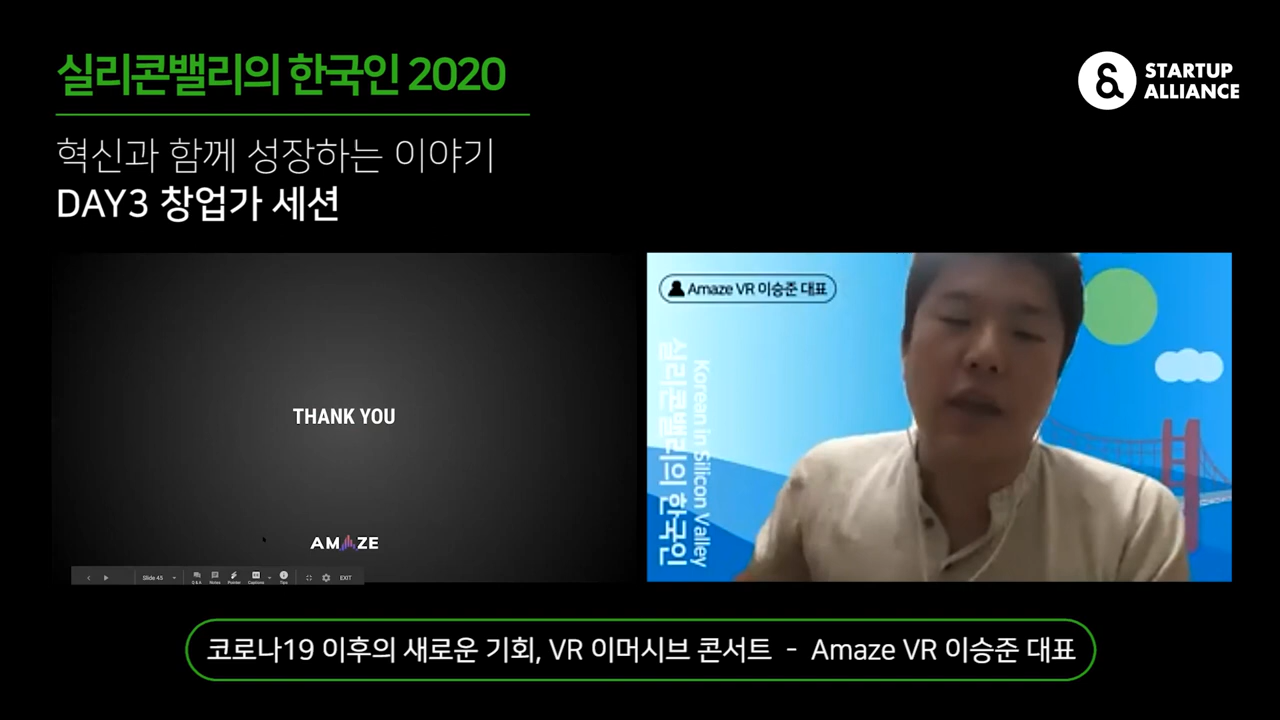 실리콘밸리의 한국인 2020
STARTUP
ALLIANCE
혁신과 함께 성장하는 이야기
DAY3 창업가 세션
THANK YOU
AMAZE
Slide 45
Q&A Notes Pointer Captions Tips EXIT
Amaze VR 이승준 대표
Korean in Silicon Valley
실리콘밸리의 한국인
코로나19 이후의 새로운 기회, VR 이머시브 콘서트 - Amaze VR 이승준 대표